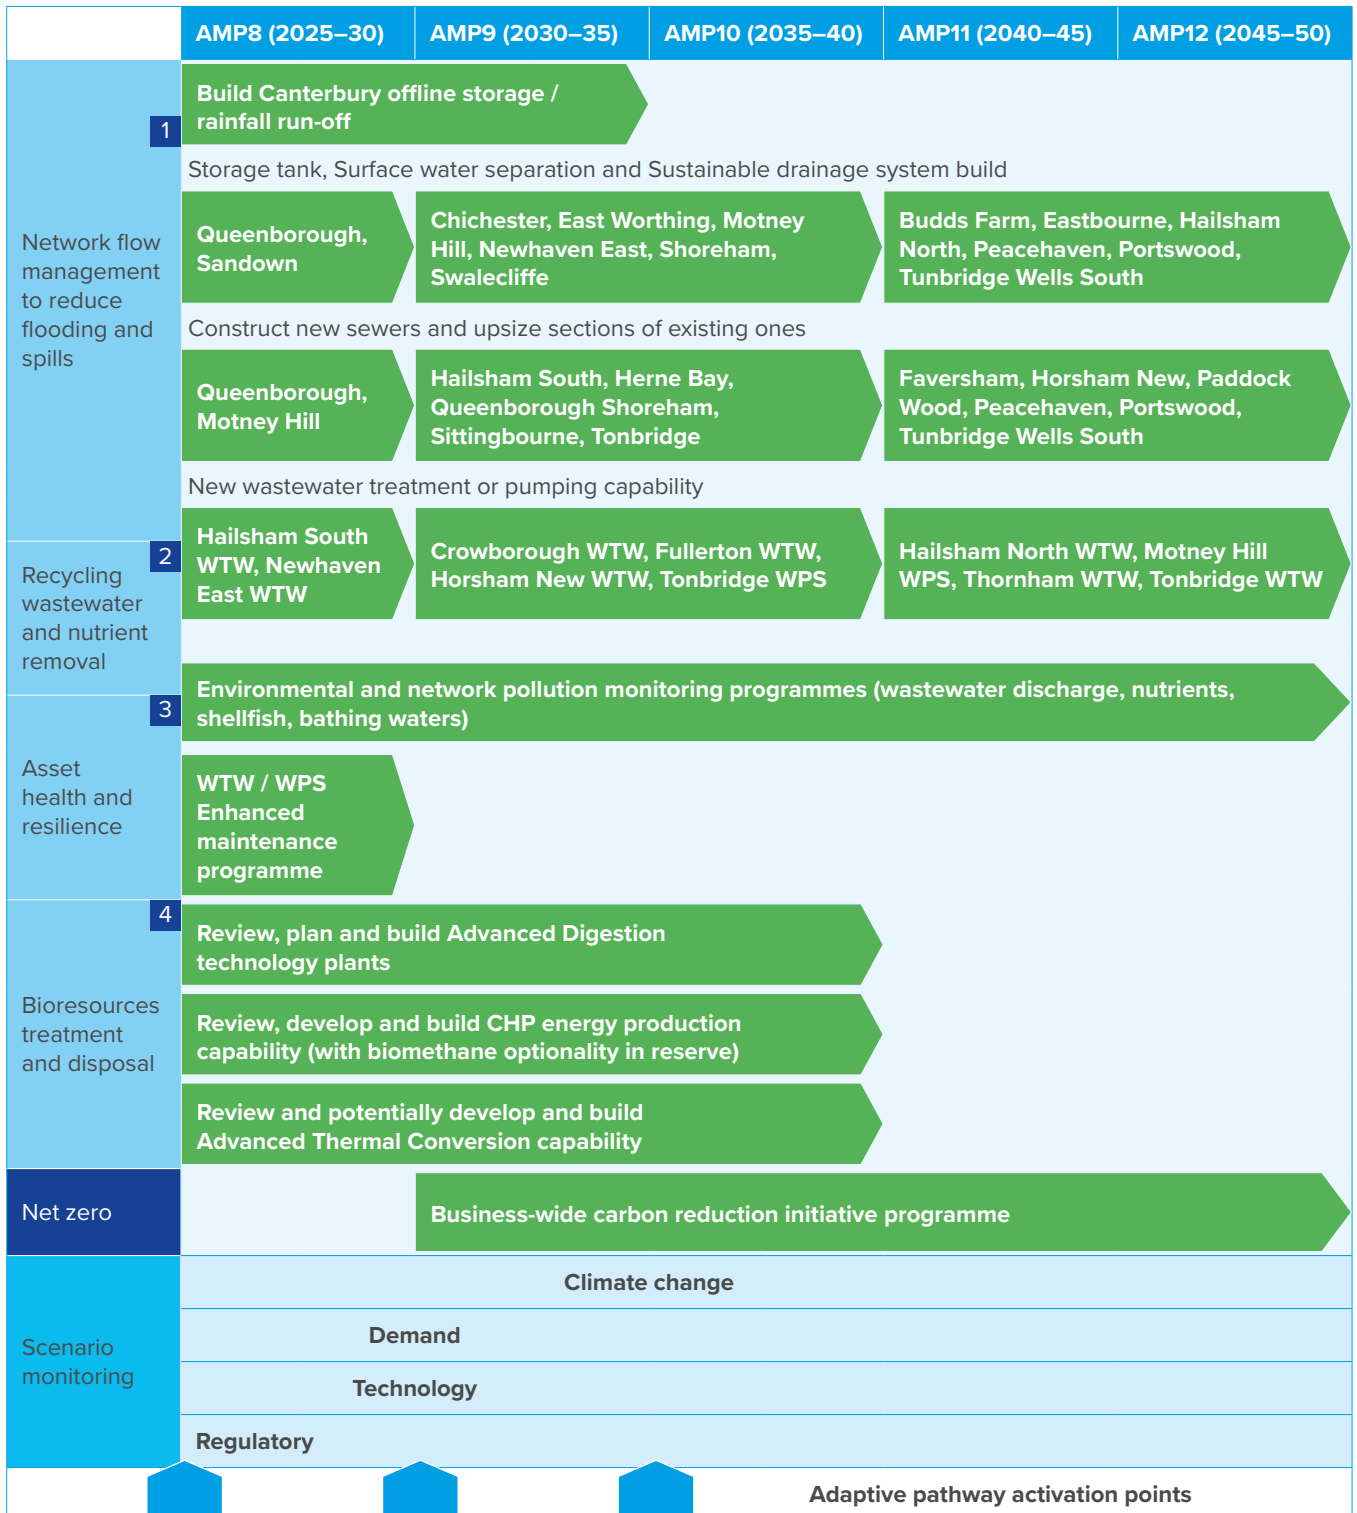 AMP8 (2025–30)
AMP9 (2030–35)
AMP10 (2035–40)
AMP11 (2040–45)
AMP12 (2045–50)
1
Network flow
management
to reduce
flooding and
spills
Build Canterbury offline storage /
rainfall run-off
Storage tank, Surface water separation and Sustainable drainage system build
Queenborough,
Sandown
Chichester, East Worthing, Motney
Hill, Newhaven East, Shoreham,
Swalecliffe
Budds Farm, Eastbourne, Hailsham
North, Peacehaven, Portswood,
Tunbridge Wells South
Construct new sewers and upsize sections of existing ones
Queenborough,
Motney Hill
Hailsham South, Herne Bay,
Queenborough Shoreham,
Sittingbourne, Tonbridge
Faversham, Horsham New, Paddock
Wood, Peacehaven, Portswood,
Tunbridge Wells South
New wastewater treatment or pumping capability
2
Recycling
wastewater
and nutrient
removal
Hailsham South
WTW, Newhaven
East WTW
Crowborough WTW, Fullerton WTW,
Horsham New WTW, Tonbridge WPS
Hailsham North WTW, Motney Hill
WPS, Thornham WTW, Tonbridge WTW
Environmental and network pollution monitoring programmes (wastewater discharge, nutrients,
shellfish, bathing waters)
3
Asset
health and
resilience
WTW / WPS
Enhanced
maintenance
programme
4
Bioresources
treatment
and disposal
Review, plan and build Advanced Digestion
technology plants
Review, develop and build CHP energy production
capability (with biomethane optionality in reserve)
Review and potentially develop and build
Advanced Thermal Conversion capability
Net zero
Business-wide carbon reduction initiative programme
Scenario
monitoring
Climate change
Demand
Technology
Regulatory
Adaptive pathway activation points